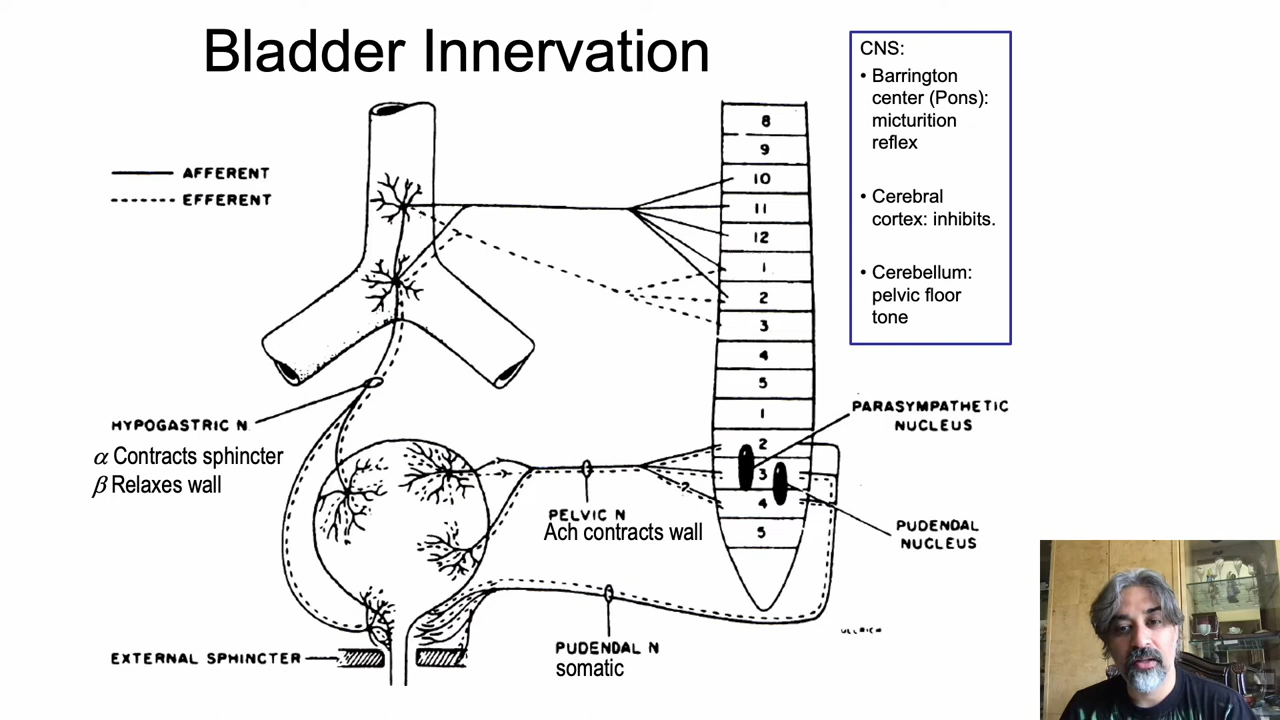 Bladder Innervation
AFFERENT
EFFERENT
HYPOGASTRIC N
α Contracts sphincter
β Relaxes wall
EXTERNAL SPHINCTER
PELVIC N
Ach contracts wall
PUDENDAL N
somatic
8
9
10
11
12
1
2
3
4
5
1
2
3
4
5
?
PARASYMPATHETIC
NUCLEUS
PUDENDAL
NUCLEUS
ULLRICH
CNS:
• Barrington
center (Pons):
micturition
reflex
• Cerebral
cortex: inhibits.
• Cerebellum:
pelvic floor
tone